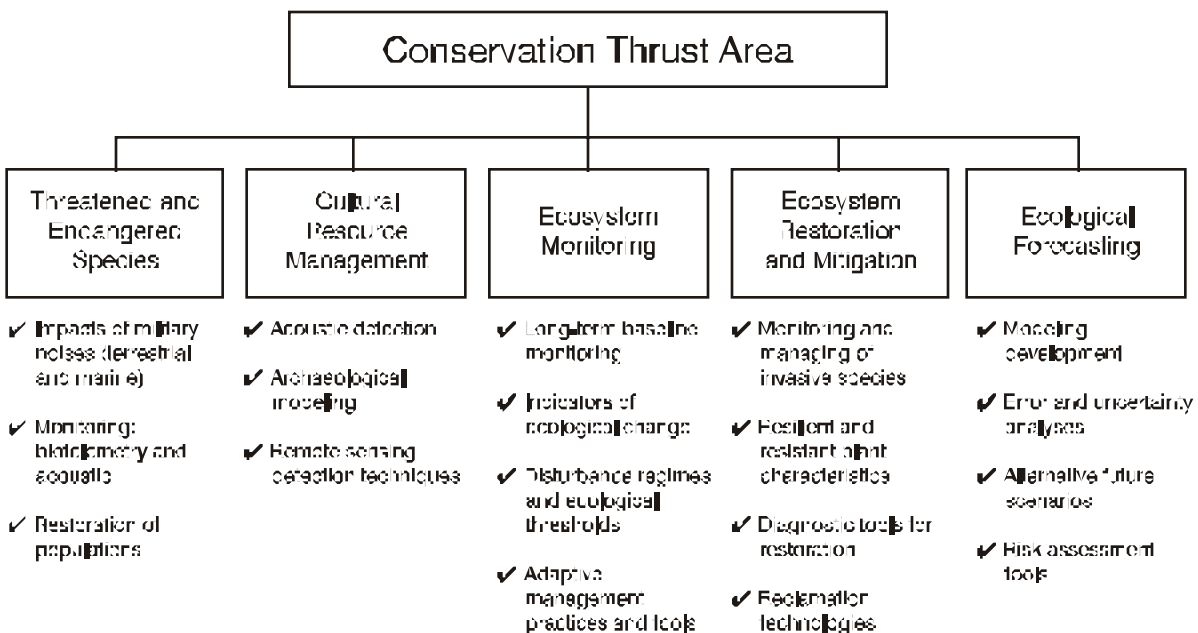 Conservation Thrust Area
Threatened and
Endangered
Species
Cultural
Resource
Management
Ecosystem
Monitoring
Ecosystem
Restoration
and Mitigation
Ecological
Forecasting
✓ Impacts of military
noises (terrestrial
and marine)
✓ Monitoring:
biotelemetry and
acoustic
✓ Restoration of
populations
✓ Acoustic detection
✓ Archaeological
modeling
✓ Remote sensing
detection techniques
✓ Long-term baseline
monitoring
✓ Indicators of
ecological change
✓ Disturbance regimes
and ecological
thresholds
✓ Adaptive
management
practices and tools
✓ Monitoring and
managing of
invasive species
✓ Resilient and
resistant plant
characteristics
✓ Diagnostic tools for
restoration
✓ Reclamation
technologies
✓ Modeling
development
✓ Error and uncertainty
analyses
✓ Alternative future
scenarios
✓ Risk assessment
tools